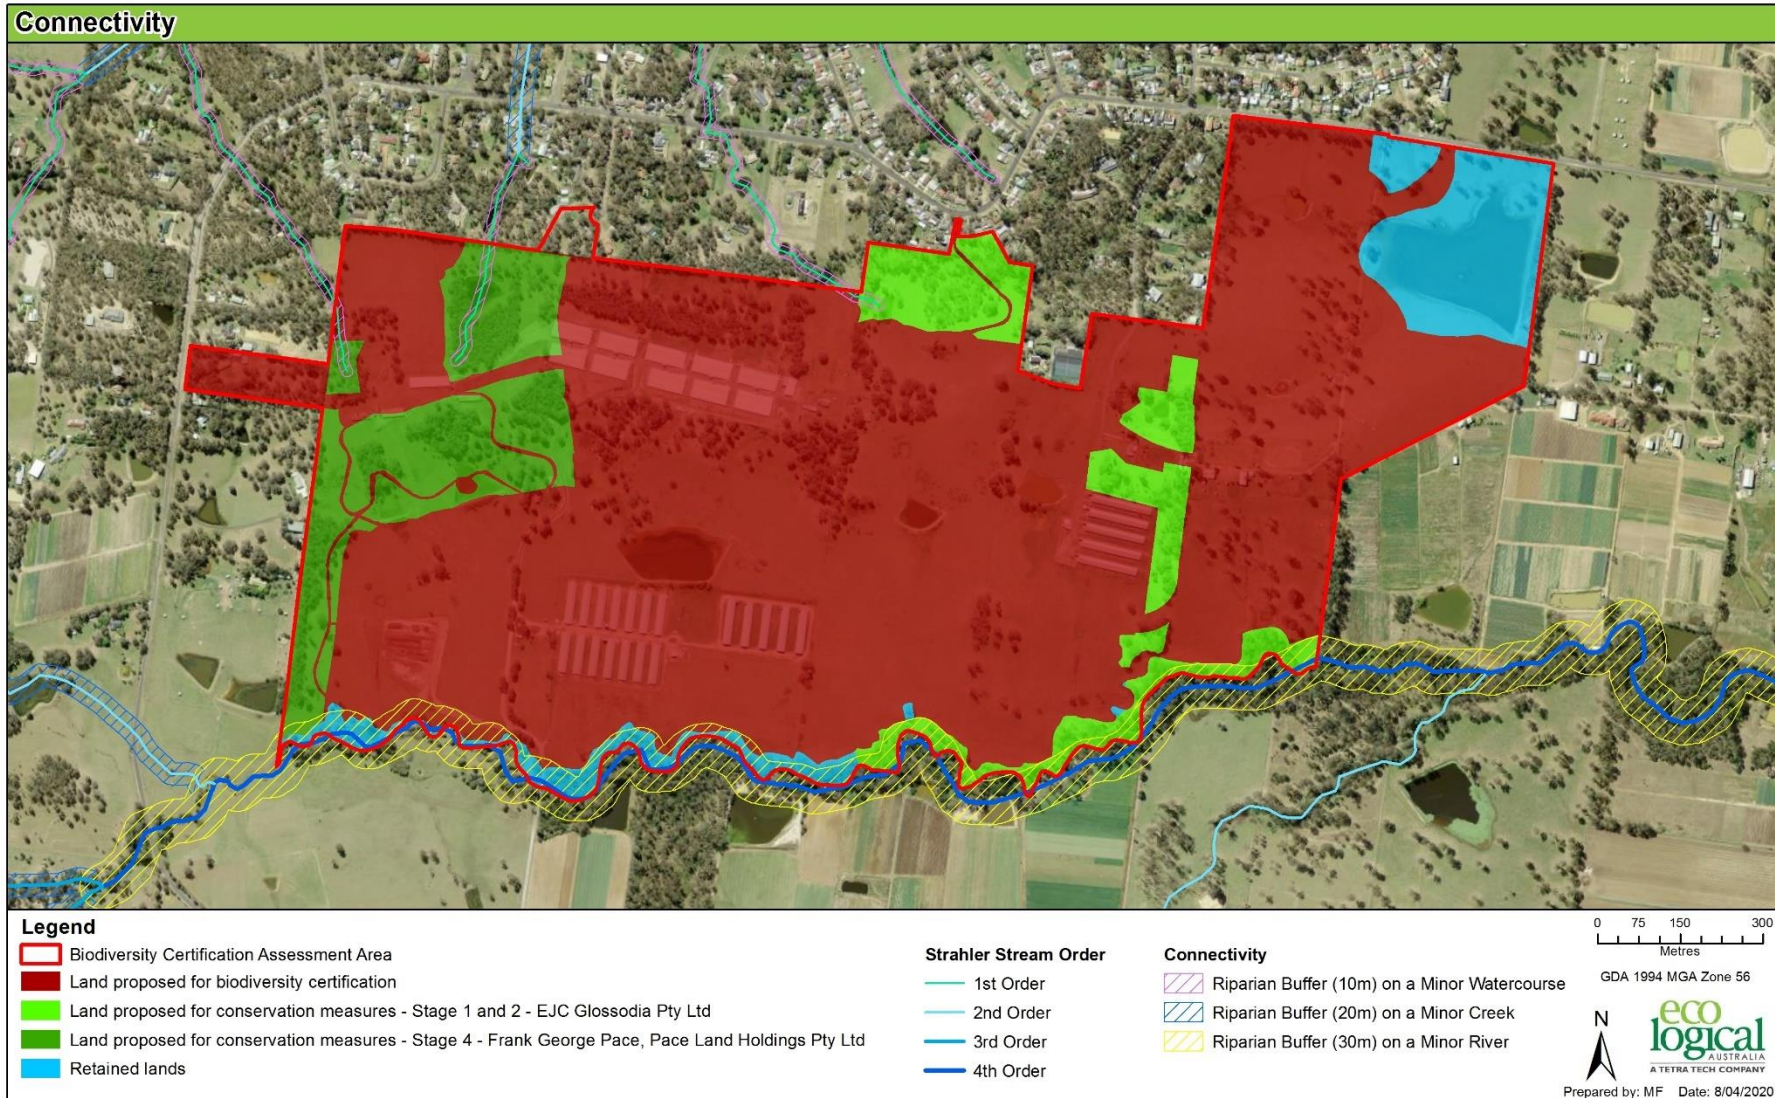 Connectivity
Legend
Biodiversity Certification Assessment Area
Land proposed for biodiversity certification
Land proposed for conservation measures - Stage 1 and 2 - EJC Glossodia Pty Ltd
Land proposed for conservation measures - Stage 4 - Frank George Pace, Pace Land Holdings Pty Ltd
Retained lands
Strahler Stream Order
1st Order
2nd Order
3rd Order
4th Order
Connectivity
Riparian Buffer (10m) on a Minor Watercourse
Riparian Buffer (20m) on a Minor Creek
Riparian Buffer (30m) on a Minor River
0 75 150 300
Metres
GDA 1994 MGA Zone 56
N
eco
logical
AUSTRALIA
A TETRA TECH COMPANY
Prepared by: MF Date: 8/04/2020